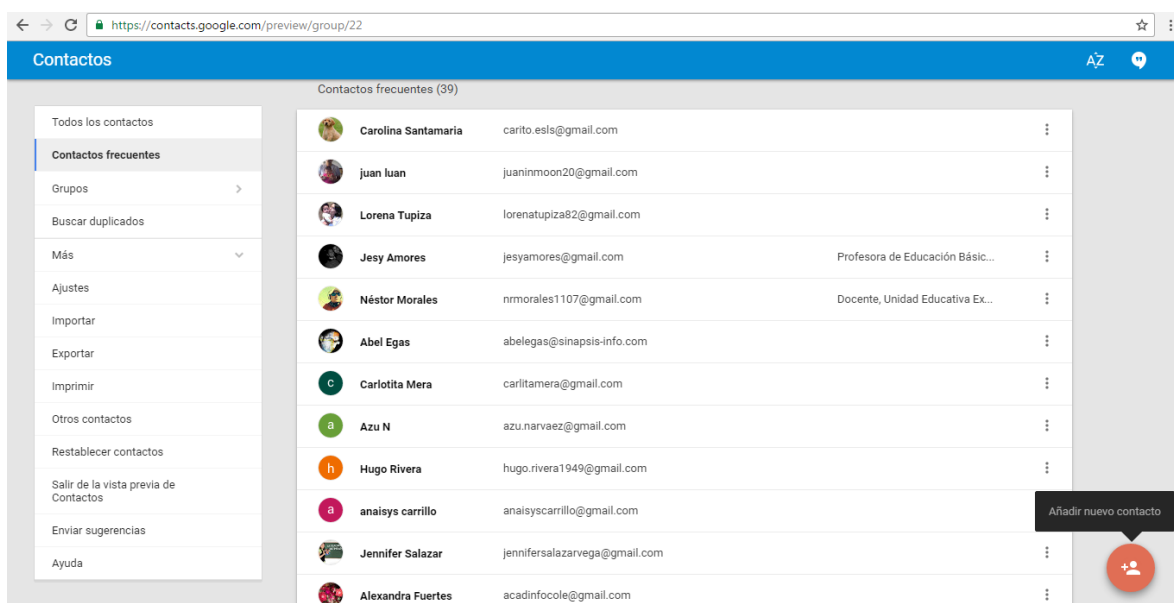 https://contacts.google.com/preview/group/22
Contactos
AZ
Contactos frecuentes (39)
Todos los contactos
Contactos frecuentes
Grupos
Buscar duplicados
Más
Ajustes
Importar
Exportar
Imprimir
Otros contactos
Restablecer contactos
Salir de la vista previa de
Contactos
Enviar sugerencias
Ayuda
Carolina Santamaria carito.esls@gmail.com
juan luan juaninmoon20@gmail.com
Lorena Tupiza lorenatupiza82@gmail.com
Jesy Amores jesyamores@gmail.com Profesora de Educación Básic...
Néstor Morales nrmorales1107@gmail.com Docente, Unidad Educativa Ex...
Abel Egas abelegas@sinapsis-info.com
c Carlotita Mera carlitamera@gmail.com
a Azu N azu.narvaez@gmail.com
h Hugo Rivera hugo.rivera1949@gmail.com
a anaisys carrillo anaisyscarrillo@gmail.com
Jennifer Salazar jennifersalazarvega@gmail.com
Alexandra Fuertes acadinfocole@gmail.com
Añadir nuevo contacto